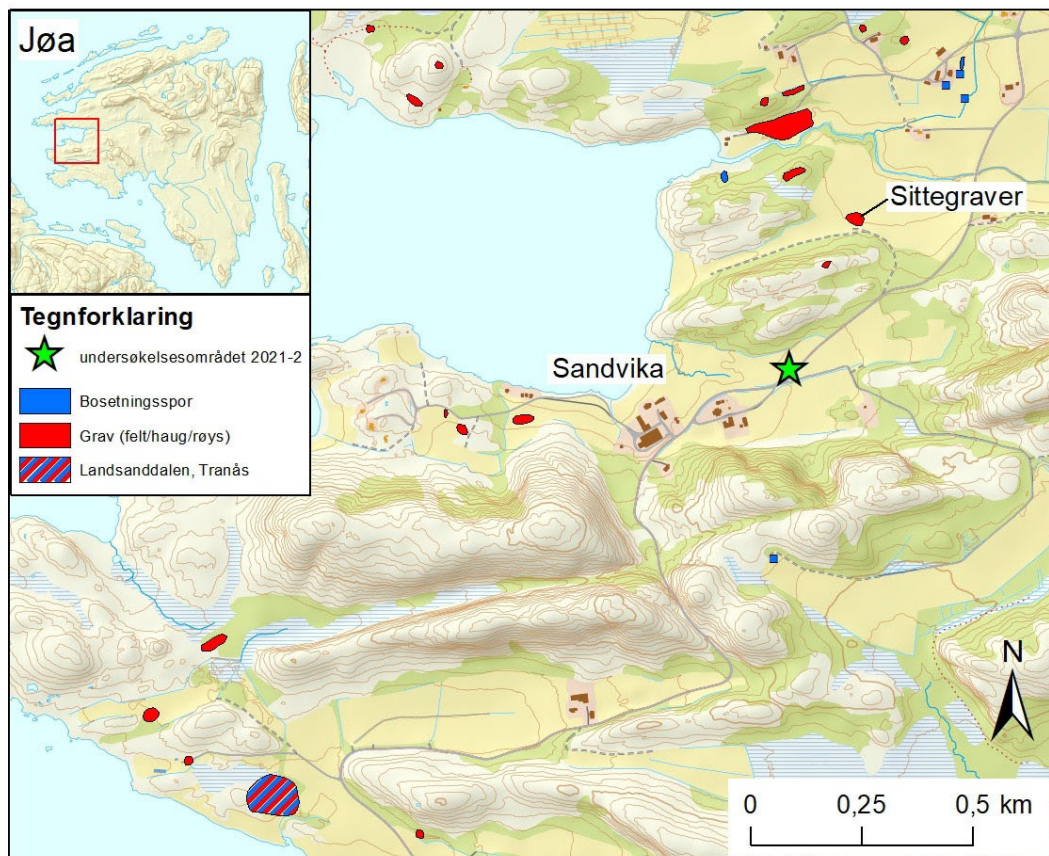 Jøa
Tegnforklaring
undersøkelsesområdet 2021-2
Bosetningsspor
Grav (felt/haug/røys)
Landsanddalen, Tranås
Sittegraver
Sandvika
N
0 0,25 0,5 km